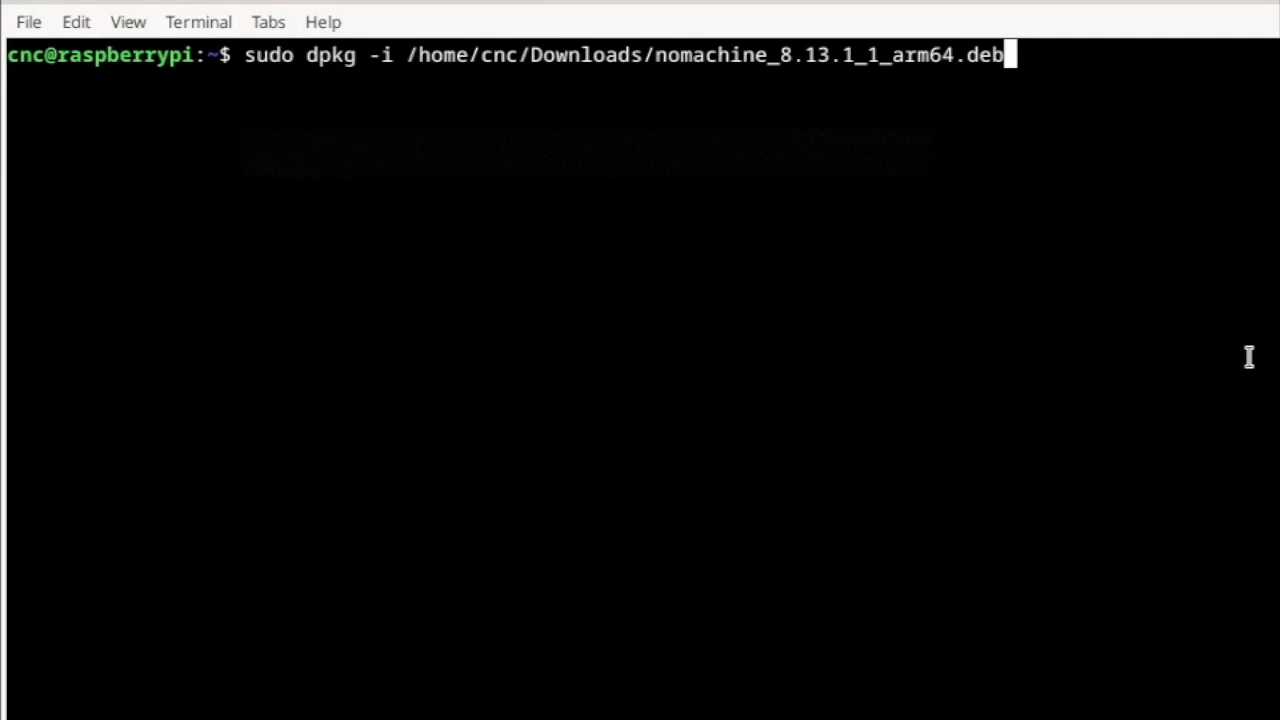 File Edit View Terminal Tabs Help
cnc@raspberrypi:~$ sudo dpkg -i /home/cnc/Downloads/nomachine_8.13.1_1_arm64.deb